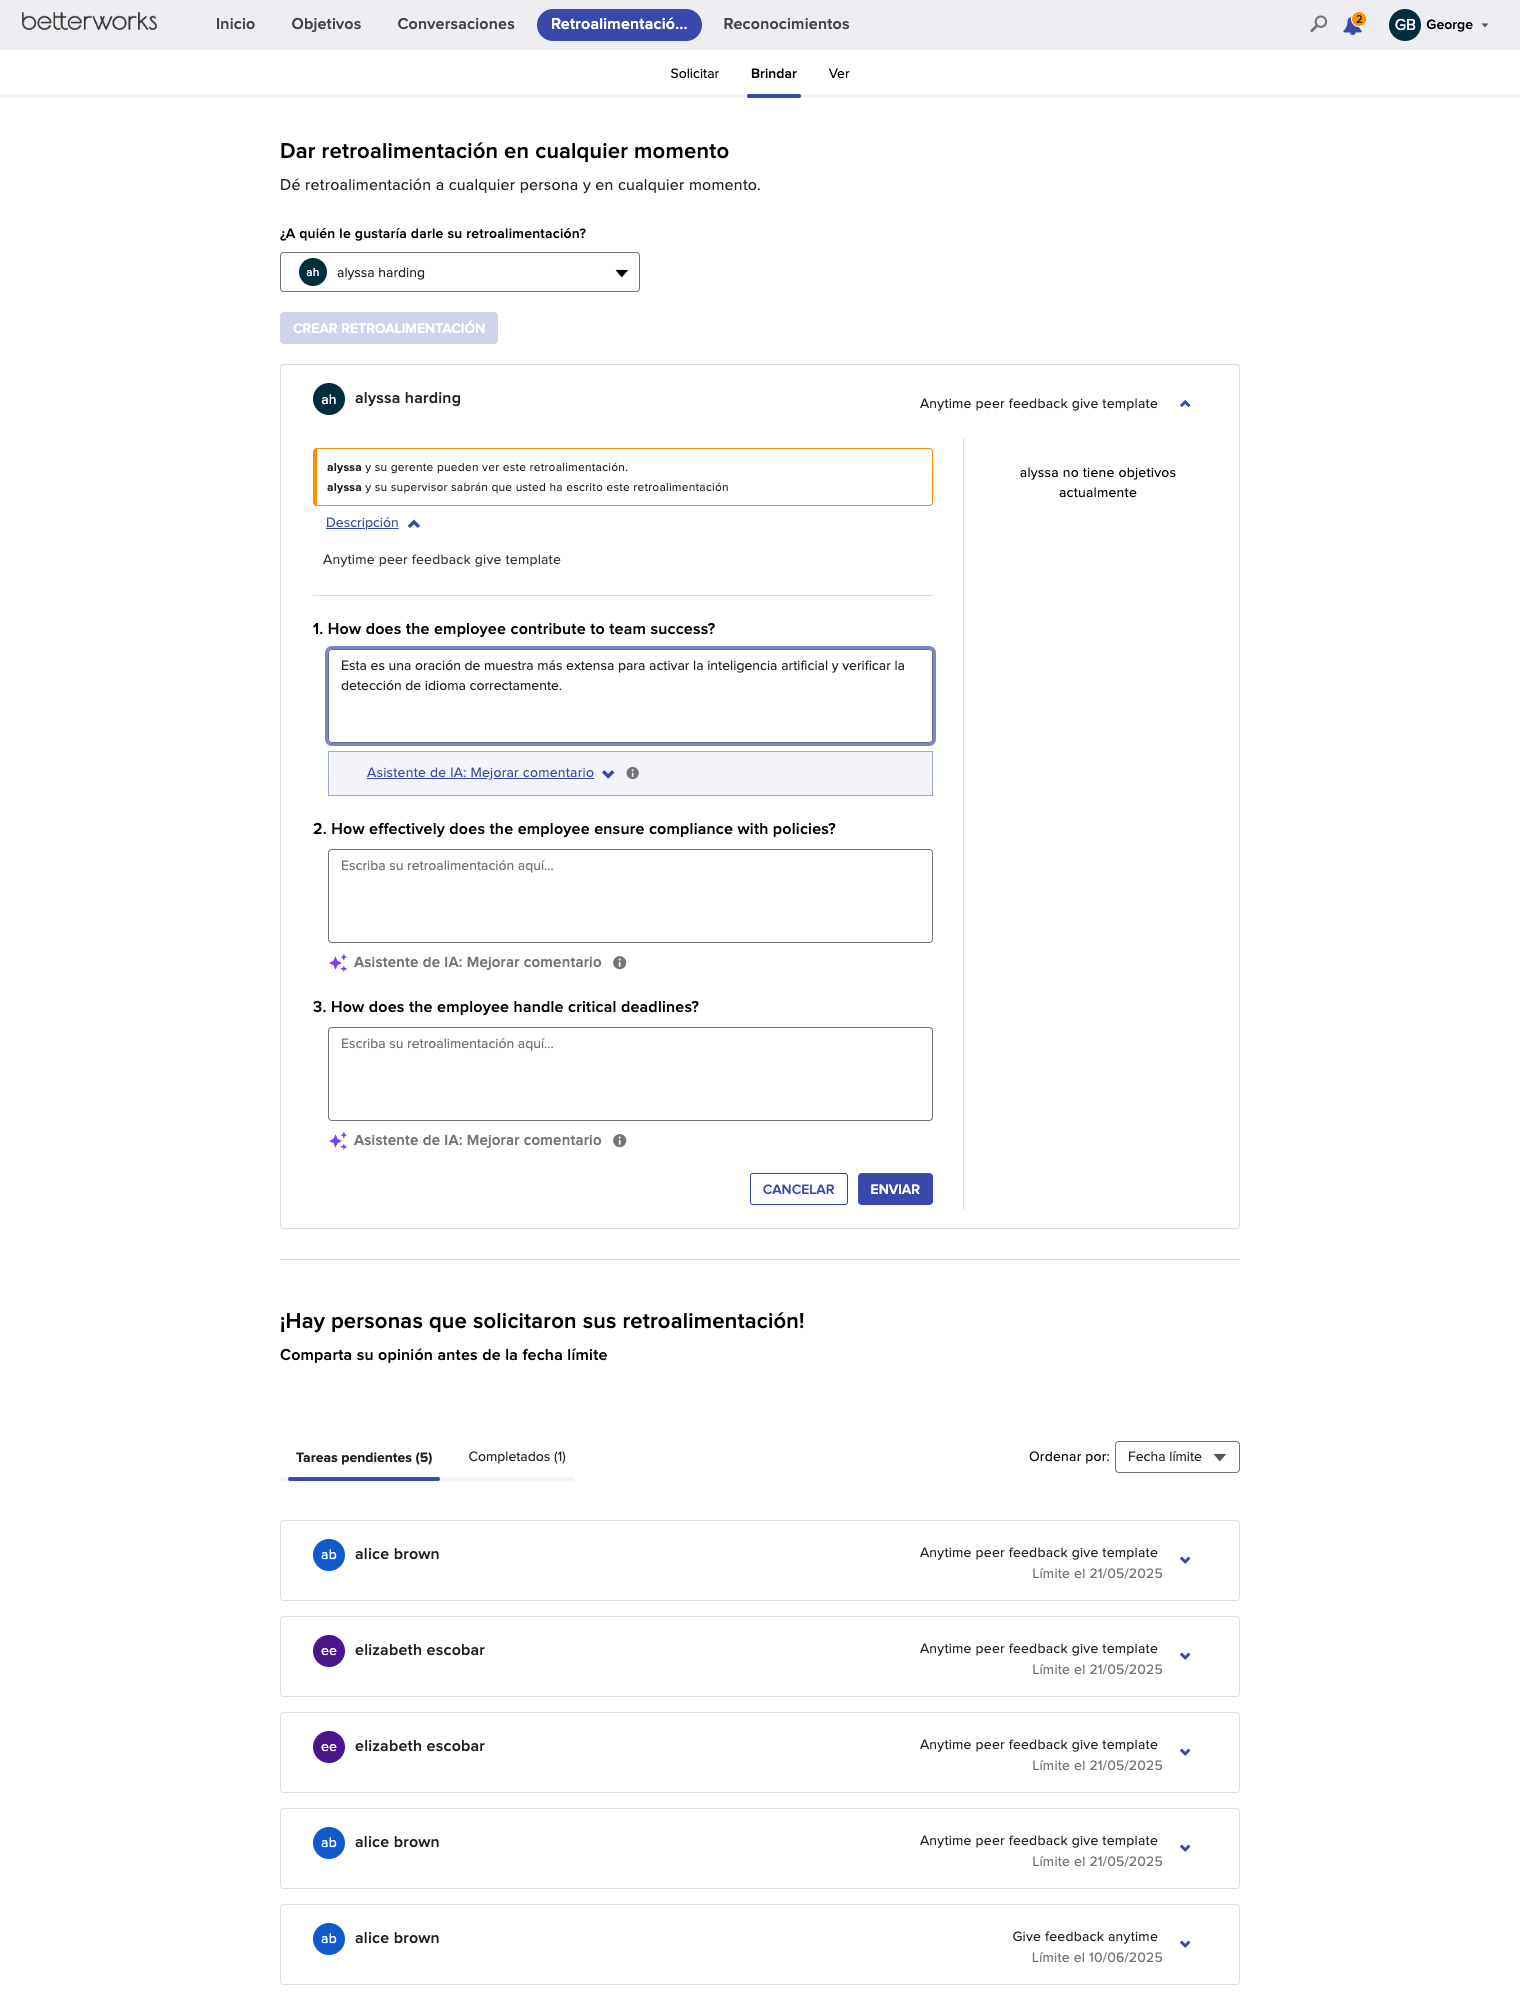 betterworks
Inicio
Objetivos
Conversaciones
Retroalimentació...
Reconocimientos
2
GB
George
Solicitar
Brindar
Ver
Dar retroalimentación en cualquier momento
Dé retroalimentación a cualquier persona y en cualquier momento.
¿A quién le gustaría darle su retroalimentación?
ah
alyssa harding
CREAR RETROALIMENTACIÓN
ah
alyssa harding
Anytime peer feedback give template
alyssa y su gerente pueden ver este retroalimentación.
alyssa y su supervisor sabrán que usted ha escrito este retroalimentación
alyssa no tiene objetivos
actualmente
Descripción
Anytime peer feedback give template
1. How does the employee contribute to team success?
Esta es una oración de muestra más extensa para activar la inteligencia artificial y verificar la
detección de idioma correctamente.
Asistente de IA: Mejorar comentario
2. How effectively does the employee ensure compliance with policies?
Escriba su retroalimentación aquí...
Asistente de IA: Mejorar comentario
3. How does the employee handle critical deadlines?
Escriba su retroalimentación aquí...
Asistente de IA: Mejorar comentario
CANCELAR
ENVIAR
¡Hay personas que solicitaron sus retroalimentación!
Comparta su opinión antes de la fecha límite
Tareas pendientes (5)
Completados (1)
Ordenar por:
Fecha límite
ab
alice brown
Anytime peer feedback give template
Límite el 21/05/2025
ee
elizabeth escobar
Anytime peer feedback give template
Límite el 21/05/2025
ee
elizabeth escobar
Anytime peer feedback give template
Límite el 21/05/2025
ab
alice brown
Anytime peer feedback give template
Límite el 21/05/2025
ab
alice brown
Give feedback anytime
Límite el 10/06/2025